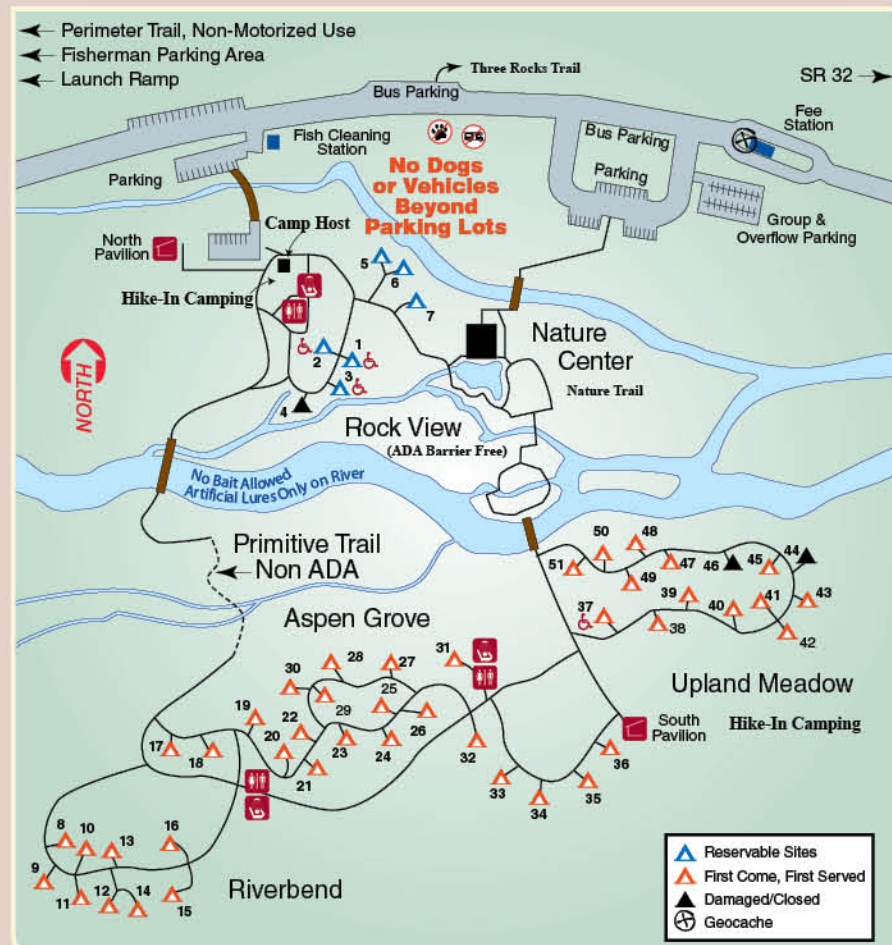 Perimeter Trail, Non-Motorized Use
Fisherman Parking Area
Launch Ramp
Three Rocks Trail
SR 32
Bus Parking
Fee
Station
Bus Parking
Fish Cleaning
Station
Parking
No Dogs
or Vehicles
Beyond
Parking Lots
Parking
Group &
Overflow Parking
Camp Host
North
Pavilion
Hike-In Camping
5
6
7
NORTH
1
2
3
4
Nature
Center
Nature Trail
Rock View
(ADA Barrier Free)
No Bait Allowed
Artificial Lures Only on River
Primitive Trail
Non ADA
50
48
51
49
47
46
45
44
43
42
41
40
39
38
37
Aspen Grove
Upland Meadow
Hike-In Camping
31
28
27
30
29
25
26
19
22
20
23
24
21
17
18
32
South
Pavilion
36
33
34
35
8
10
13
16
9
11
12
14
15
Riverbend
Reservable Sites
First Come, First Served
Damaged/Closed
Geocache